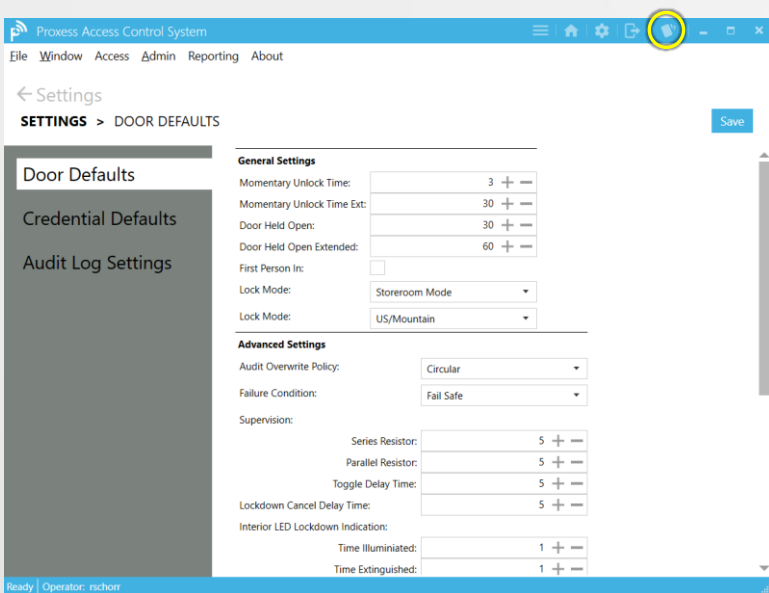 Proxess Access Control System
File Window Access Admin Reporting About
Settings
SETTINGS > DOOR DEFAULTS
Save
Door Defaults
Credential Defaults
Audit Log Settings
General Settings
Momentary Unlock Time: 3
Momentary Unlock Time Ext: 30
Door Held Open: 30
Door Held Open Extended: 60
First Person In:
Lock Mode: Storeroom Mode
Lock Mode: US/Mountain
Advanced Settings
Audit Overwrite Policy: Circular
Failure Condition: Fail Safe
Supervision:
Series Resistor: 5
Parallel Resistor: 5
Toggle Delay Time: 5
Lockdown Cancel Delay Time: 5
Interior LED Lockdown Indication:
Time Illuminiated: 1
Time Extinguished: 1
Ready Operator: rschorr